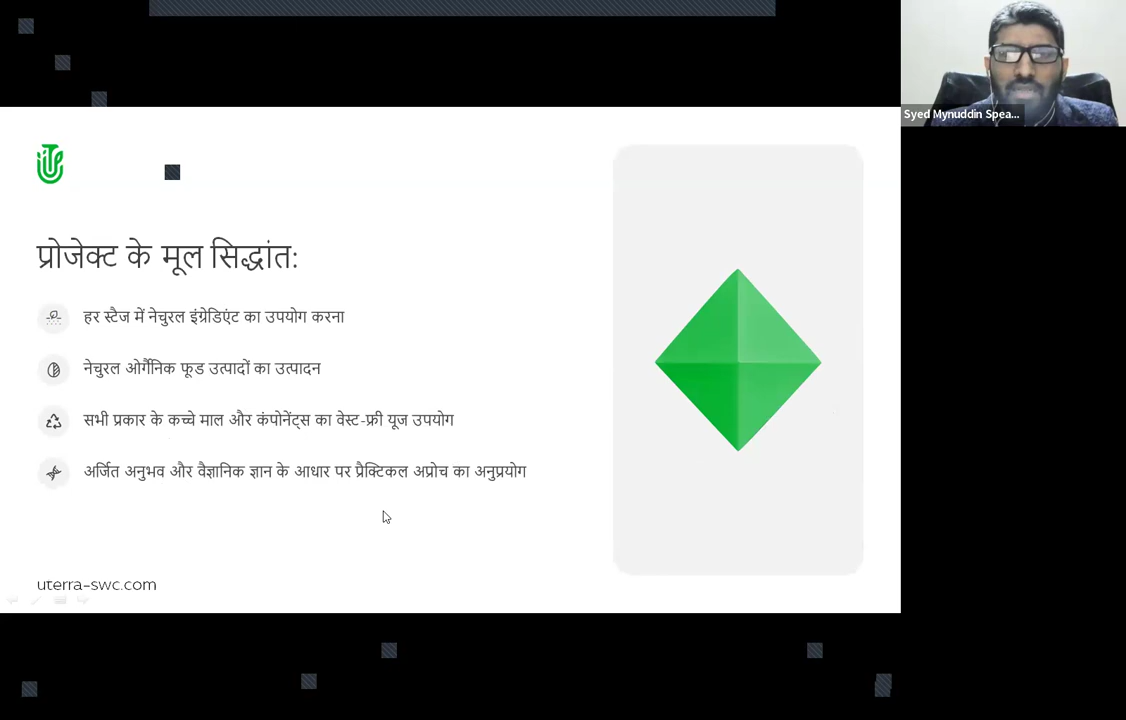 Syed Mynuddin Spea...
प्रोजेक्ट के मूल सिद्धांत:
हर स्टैज में नेचुरल इंग्रेडिएंट का उपयोग करना
नेचुरल ओर्गैनिक फूड उत्पादों का उत्पादन
सभी प्रकार के कच्चे माल और कंपोनेंट्स का वेस्ट-फ्री यूज उपयोग
अर्जित अनुभव और वैज्ञानिक ज्ञान के आधार पर प्रैक्टिकल अप्रोच का अनुप्रयोग
uterra-swc.com